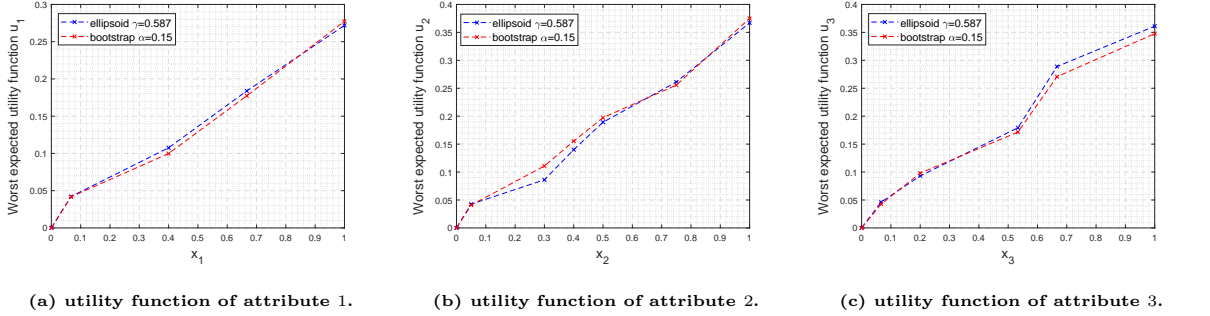 Worst expected utility function u_1
0.3
0.25
0.2
0.15
0.1
0.05
0
ellipsoid γ=0.587
bootstrap α=0.15
0 0.1 0.2 0.3 0.4 0.5 0.6 0.7 0.8 0.9 1
x_1
(a) utility function of attribute 1.
Worst expected utility function u_2
0.4
0.35
0.3
0.25
0.2
0.15
0.1
0.05
0
ellipsoid γ=0.587
bootstrap α=0.15
0 0.1 0.2 0.3 0.4 0.5 0.6 0.7 0.8 0.9 1
x_2
(b) utility function of attribute 2.
Worst expected utility function u_3
0.4
0.35
0.3
0.25
0.2
0.15
0.1
0.05
0
ellipsoid γ=0.587
bootstrap α=0.15
0 0.1 0.2 0.3 0.4 0.5 0.6 0.7 0.8 0.9 1
x_3
(c) utility function of attribute 3.